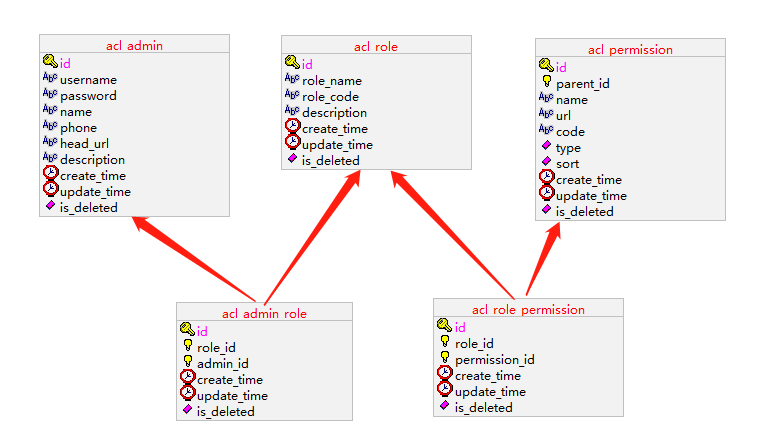 acl admin
id
username
password
name
phone
head_url
description
create_time
update_time
is_deleted
acl role
id
role_name
role_code
description
create_time
update_time
is_deleted
acl permission
id
parent_id
name
url
code
type
sort
create_time
update_time
is_deleted
acl admin role
id
role_id
admin_id
create_time
update_time
is_deleted
acl role permission
id
role_id
permission_id
create_time
update_time
is_deleted